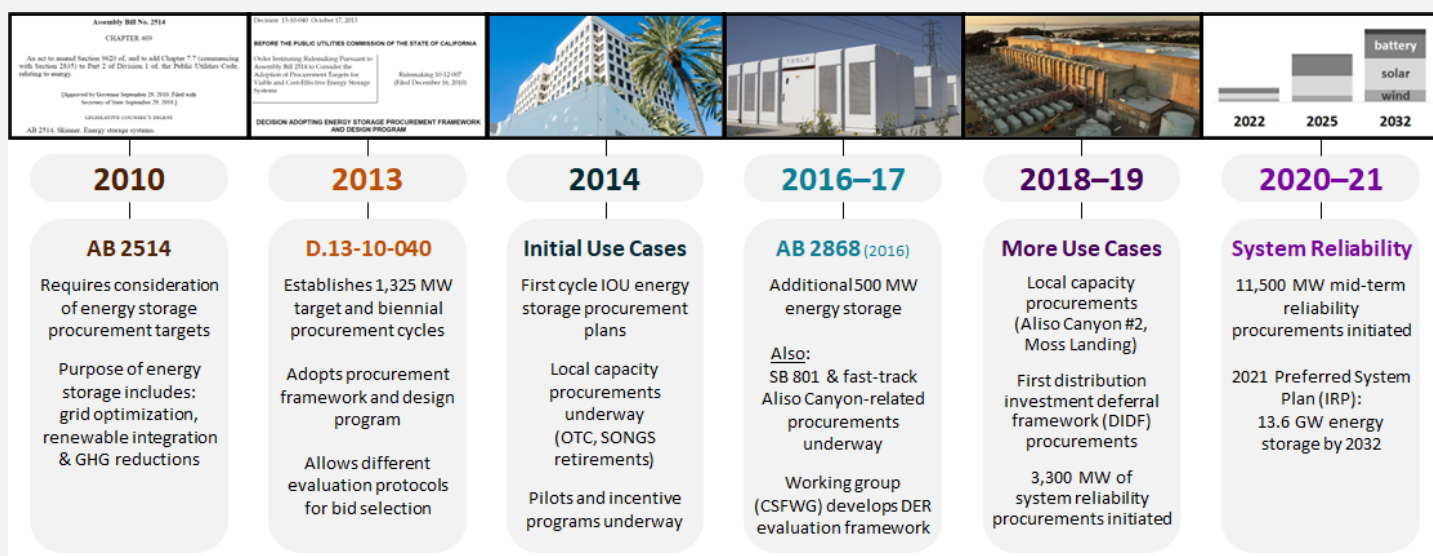 Assembly Bill No. 2514
CHAPTER 469
An act to amend Section 9620 of, and to add Chapter 7.7 (commencing
with Section 2835) to Part 2 of Division 1 of, the Public Utilities Code,
relating to energy.
[Approved by Governor September 29, 2010. Filed with
Secretary of State September 29, 2010.]
LEGISLATIVE COUNSEL'S DIGEST
AB 2514, Skinner. Energy storage systems.
Decision 13-10-040 October 17, 2013
BEFORE THE PUBLIC UTILITIES COMMISSION OF THE STATE OF CALIFORNIA
Order Instituting Rulemaking Pursuant to
Assembly Bill 2514 to Consider the
Adoption of Procurement Targets for
Viable and Cost-Effective Energy Storage
Systems
Rulemaking 10-12-007
(Filed December 16, 2010)
DECISION ADOPTING ENERGY STORAGE PROCUREMENT FRAMEWORK
AND DESIGN PROGRAM
TESLA
battery
solar
wind
2022 2025 2032
2010
AB 2514
Requires consideration
of energy storage
procurement targets
Purpose of energy
storage includes:
grid optimization,
renewable integration
& GHG reductions
2013
D.13-10-040
Establishes 1,325 MW
target and biennial
procurement cycles
Adopts procurement
framework and design
program
Allows different
evaluation protocols
for bid selection
2014
Initial Use Cases
First cycle IOU energy
storage procurement
plans
Local capacity
procurements
underway
(OTC, SONGS
retirements)
Pilots and incentive
programs underway
2016–17
AB 2868 (2016)
Additional 500 MW
energy storage
Also:
SB 801 & fast-track
Aliso Canyon-related
procurements
underway
Working group
(CSFWG) develops DER
evaluation framework
2018–19
More Use Cases
Local capacity
procurements
(Aliso Canyon #2,
Moss Landing)
First distribution
investment deferral
framework (DIDF)
procurements
3,300 MW of
system reliability
procurements initiated
2020–21
System Reliability
11,500 MW mid-term
reliability
procurements initiated
2021 Preferred System
Plan (IRP):
13.6 GW energy
storage by 2032